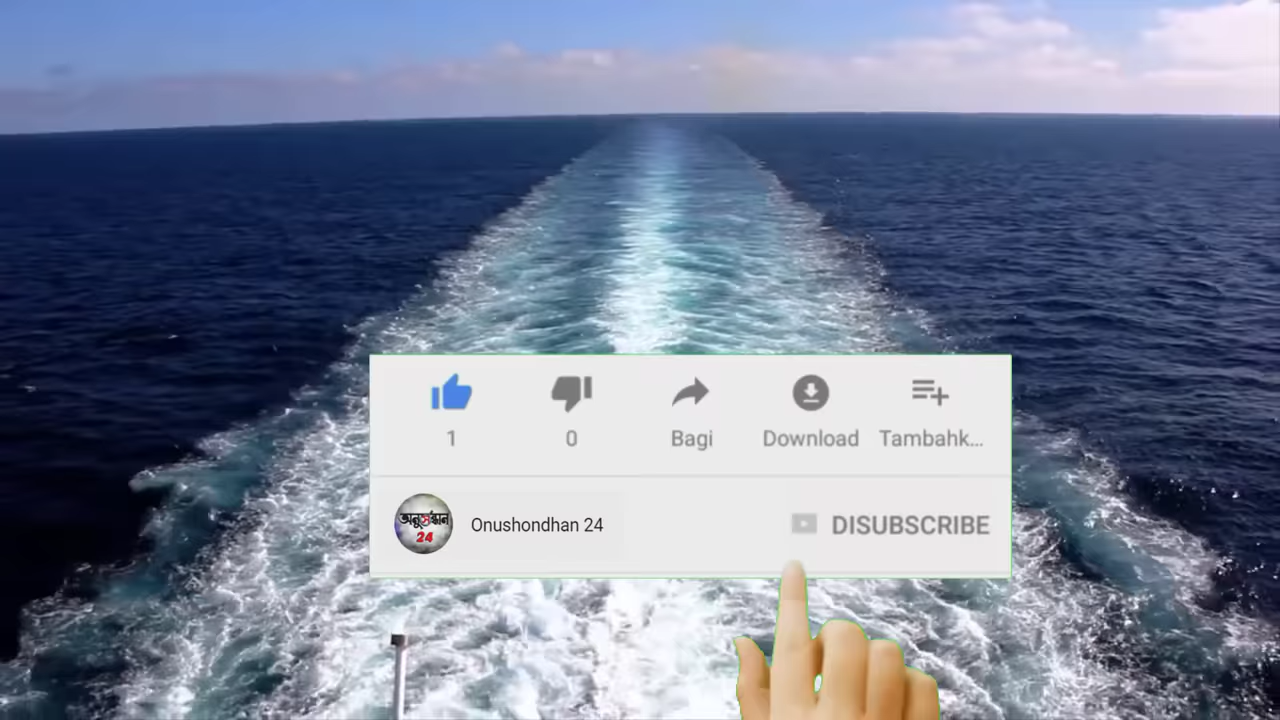 1
0
Bagi
Download
Tambahk...
অনুসন্ধান
24
Onushondhan 24
DISUBSCRIBE